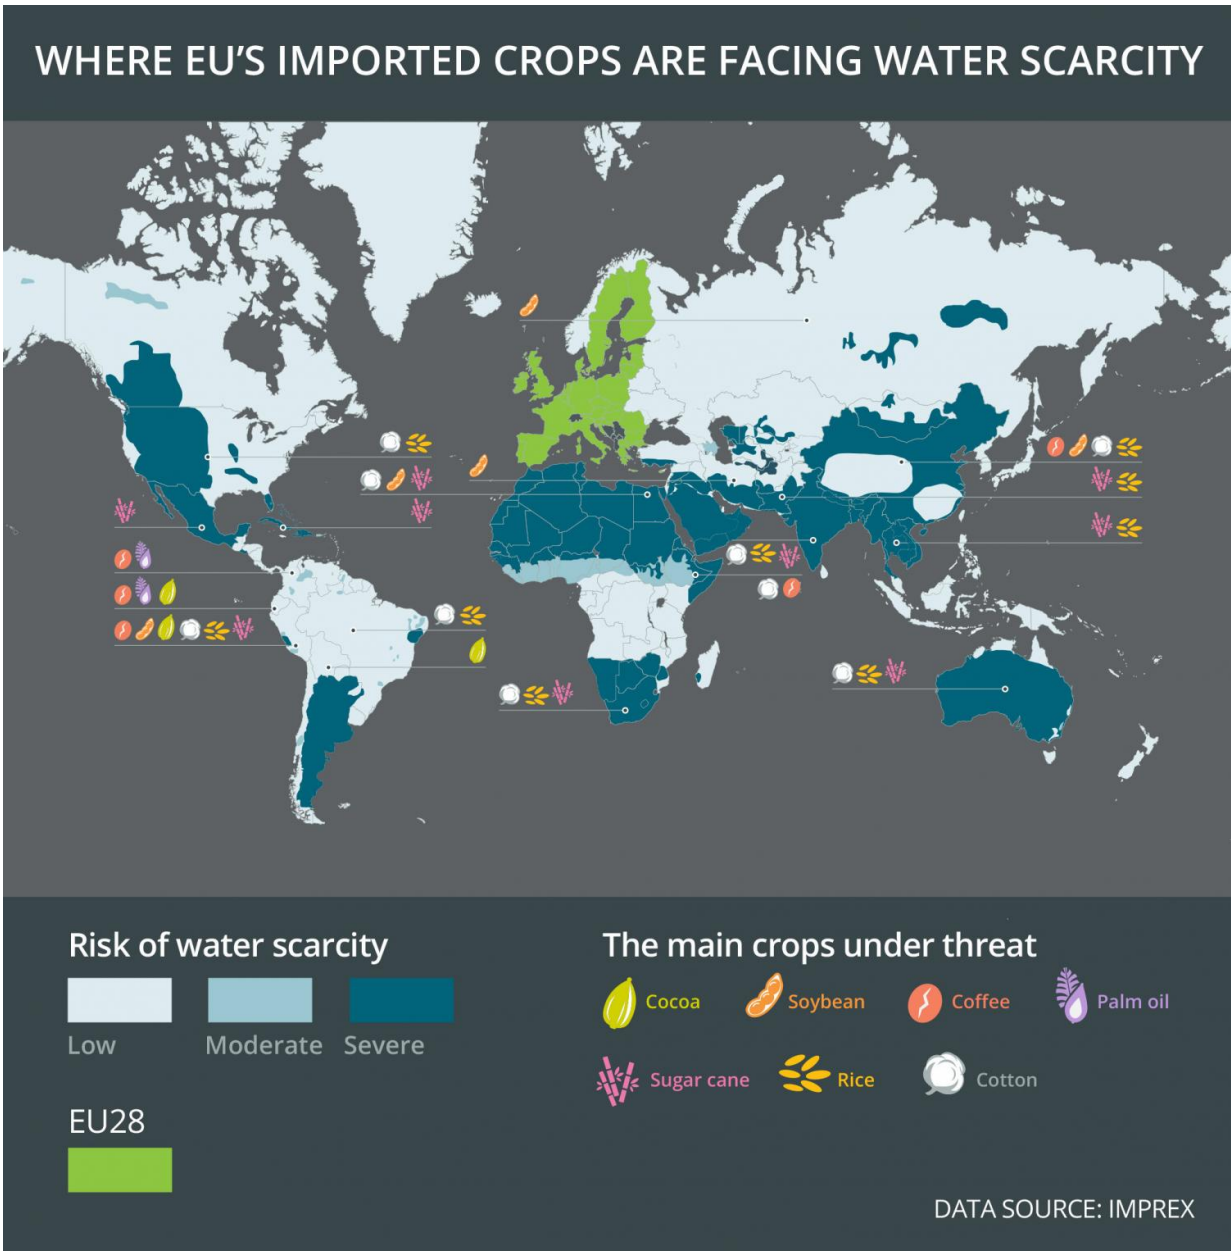 WHERE EU'S IMPORTED CROPS ARE FACING WATER SCARCITY
Risk of water scarcity
Low
Moderate
Severe
EU28
The main crops under threat
Cocoa
Soybean
Coffee
Palm oil
Sugar cane
Rice
Cotton
DATA SOURCE: IMPREX